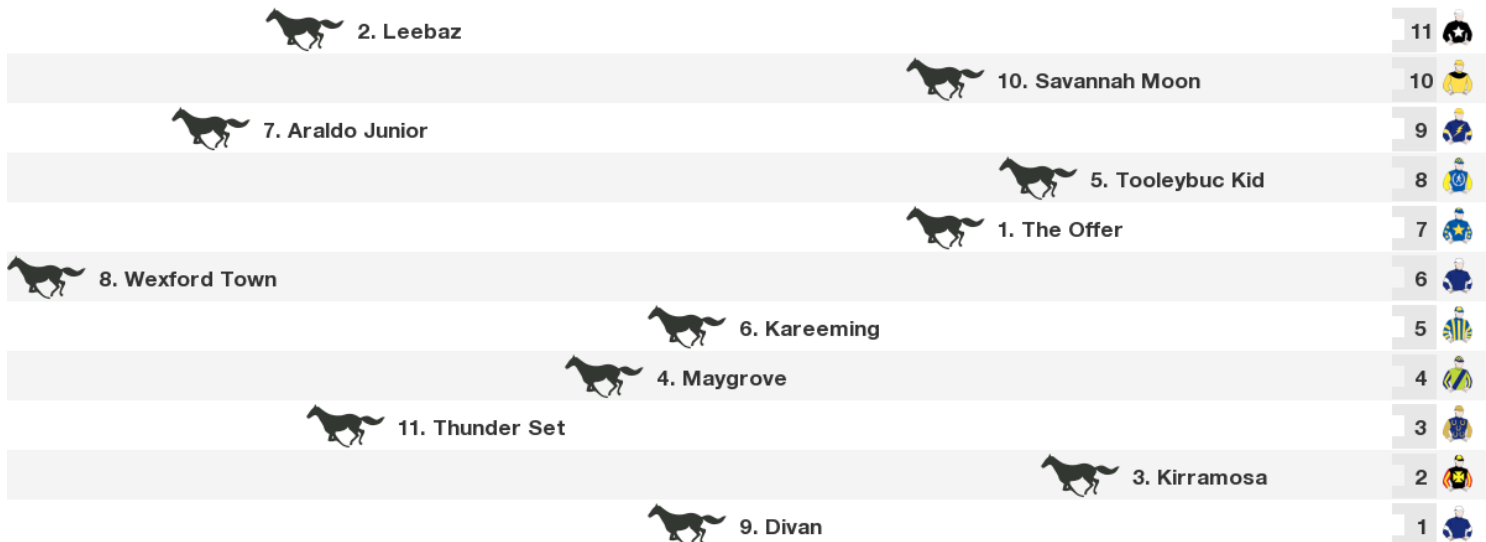 2. Leebaz 11
10. Savannah Moon 10
7. Araldo Junior 9
5. Tooleybuc Kid 8
1. The Offer 7
8. Wexford Town 6
6. Kareeming 5
4. Maygrove 4
11. Thunder Set 3
3. Kirramosa 2
9. Divan 1